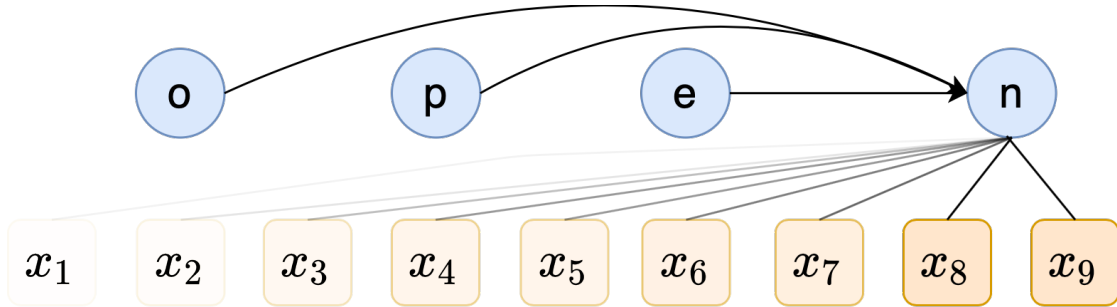 o p e n
x₁ x₂ x₃ x₄ x₅ x₆ x₇ x₈ x₉